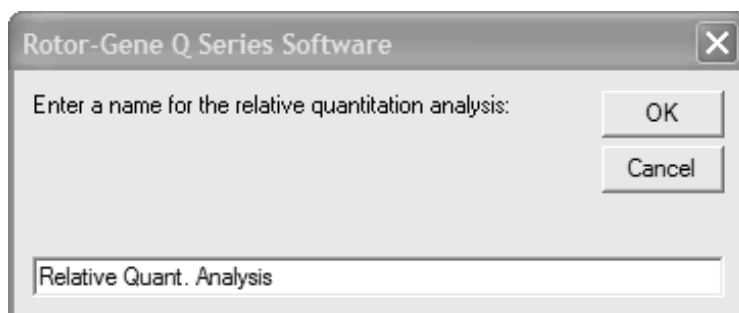 Rotor-Gene Q Series Software
Enter a name for the relative quantitation analysis:
OK
Cancel
Relative Quant. Analysis